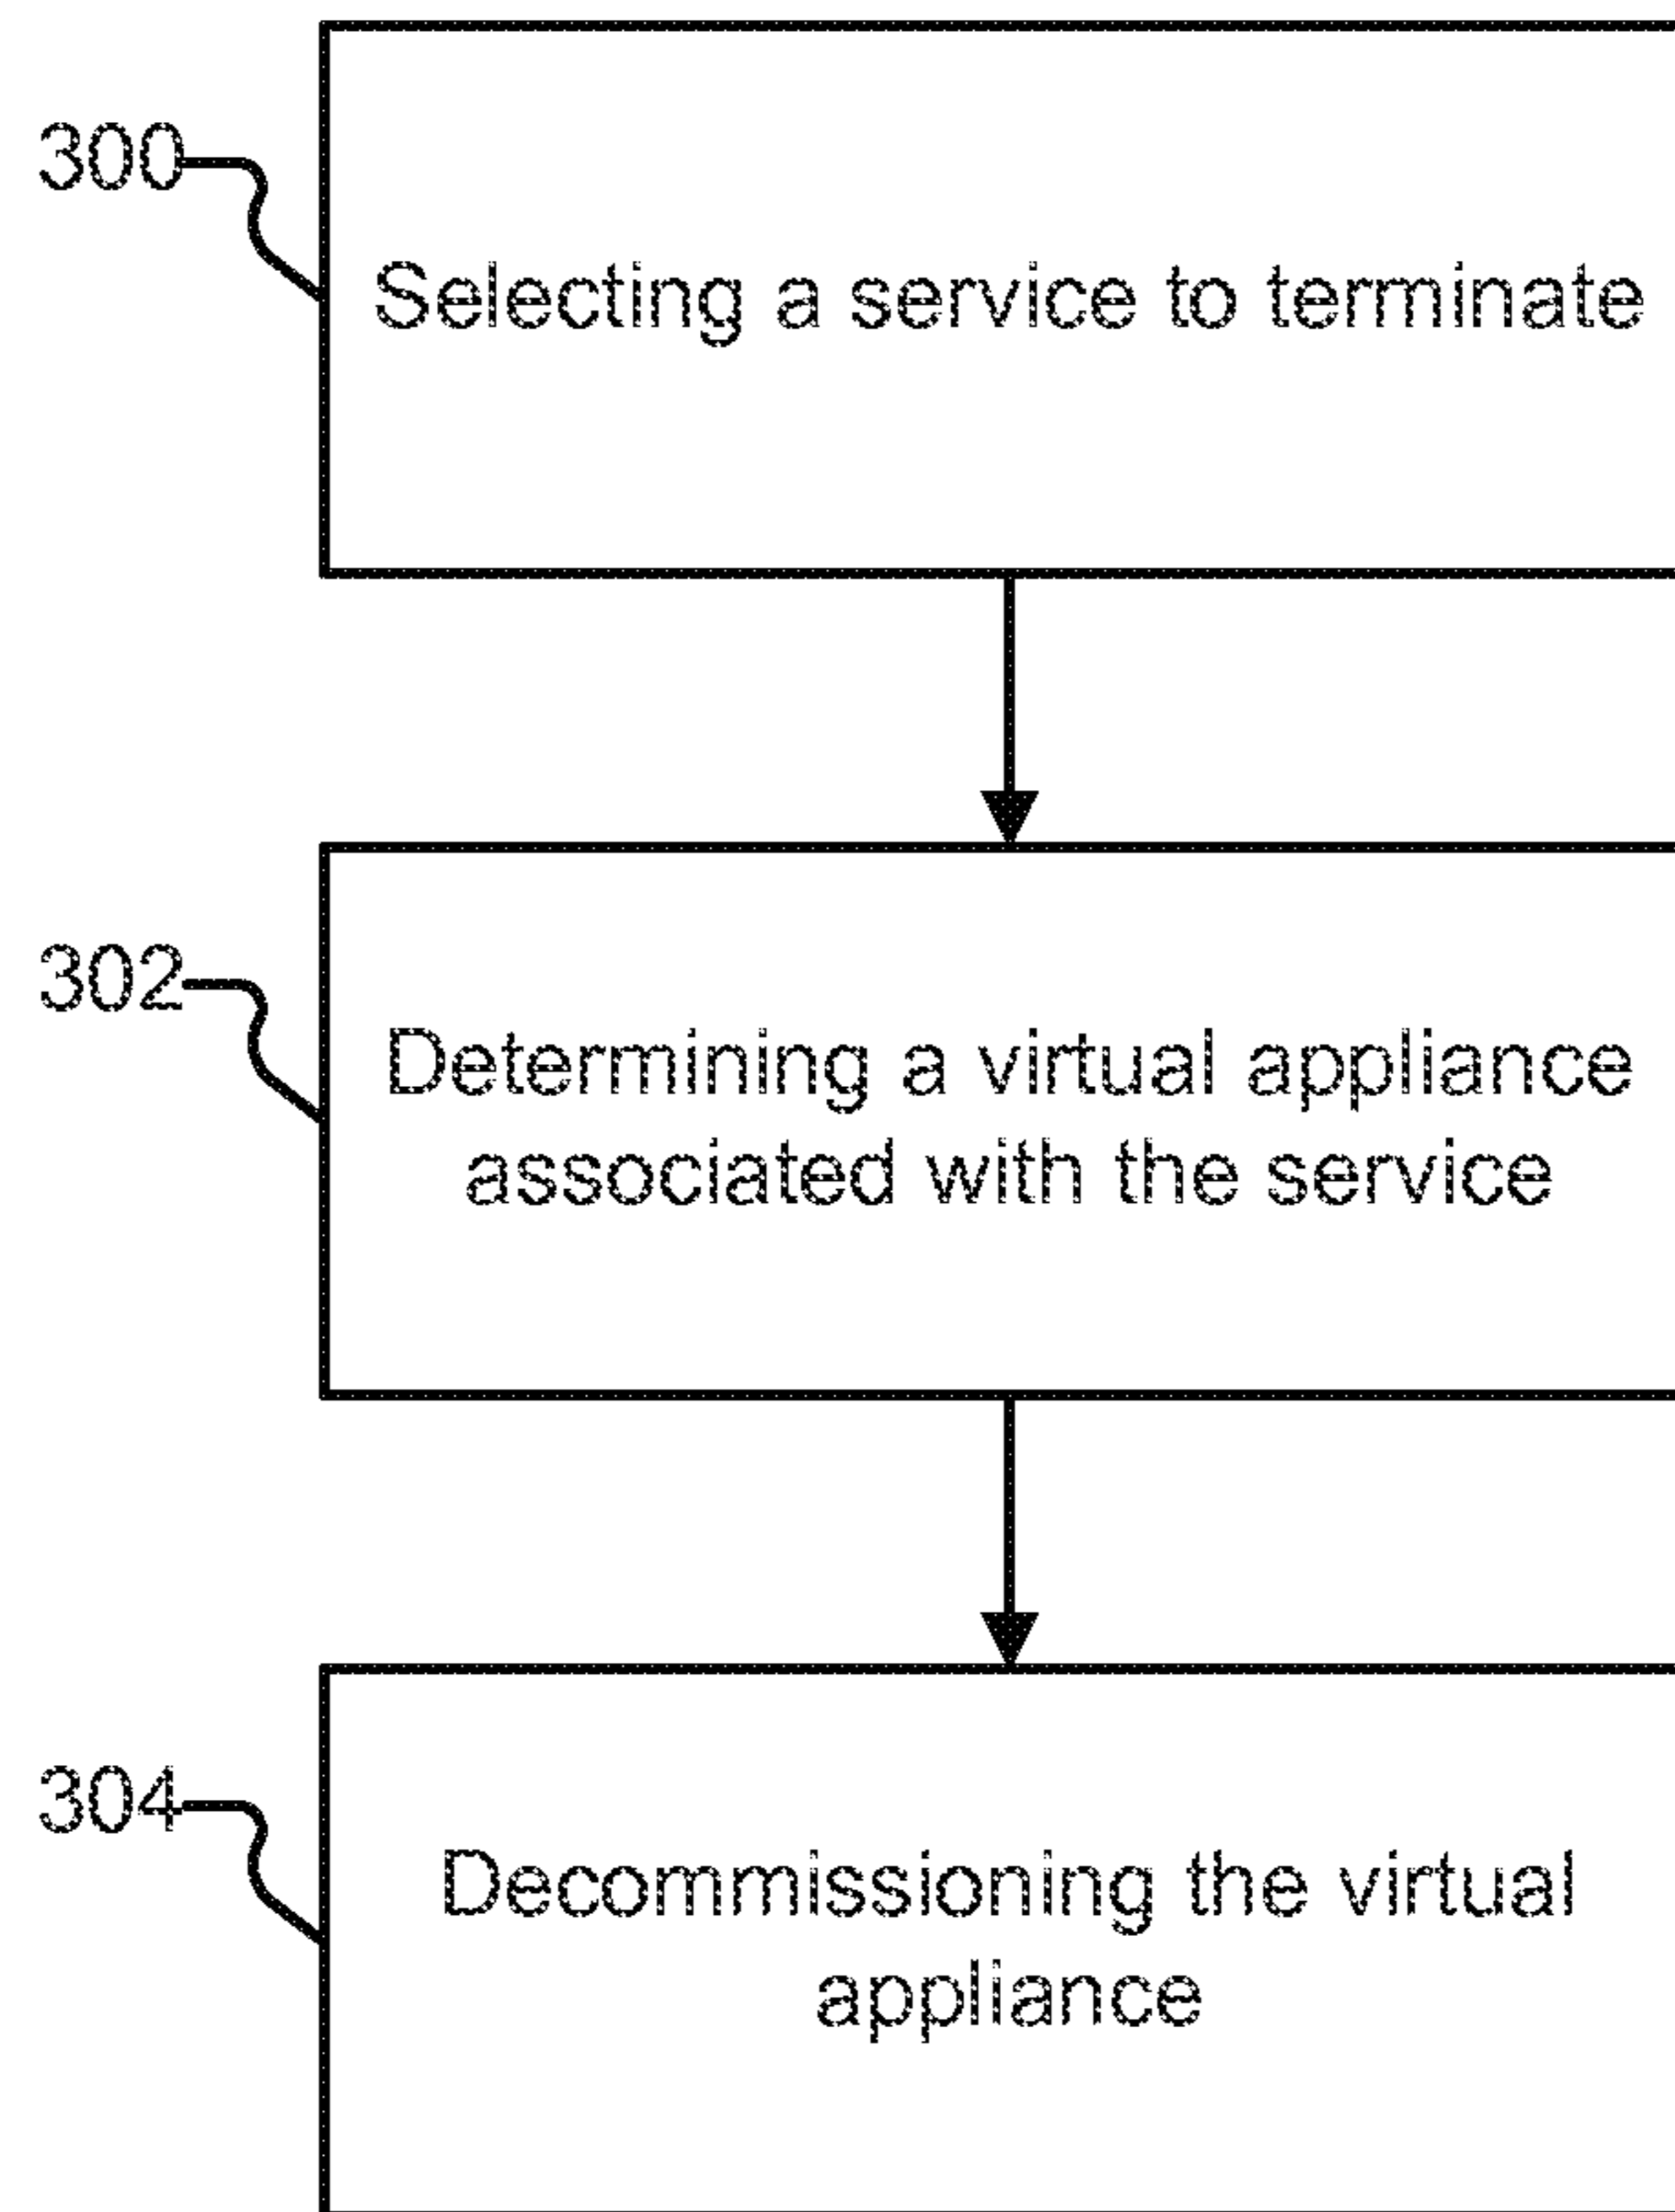 300
Selecting a service to terminate
302
Determining a virtual appliance
associated with the service
304
Decommissioning the virtual
appliance